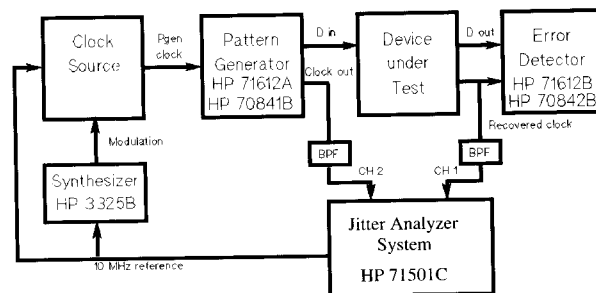 Clock
Source
Pgen
clock
Pattern
Generator
HP 71612A
HP 70841B
D in
Clock out
Device
under
Test
D out
Error
Detector
HP 71612B
HP 70842B
Recovered clock
Modulation
BPF
BPF
CH 2
CH 1
Synthesizer
HP 3325B
Jitter Analyzer
System
HP 71501C
10 MHz reference